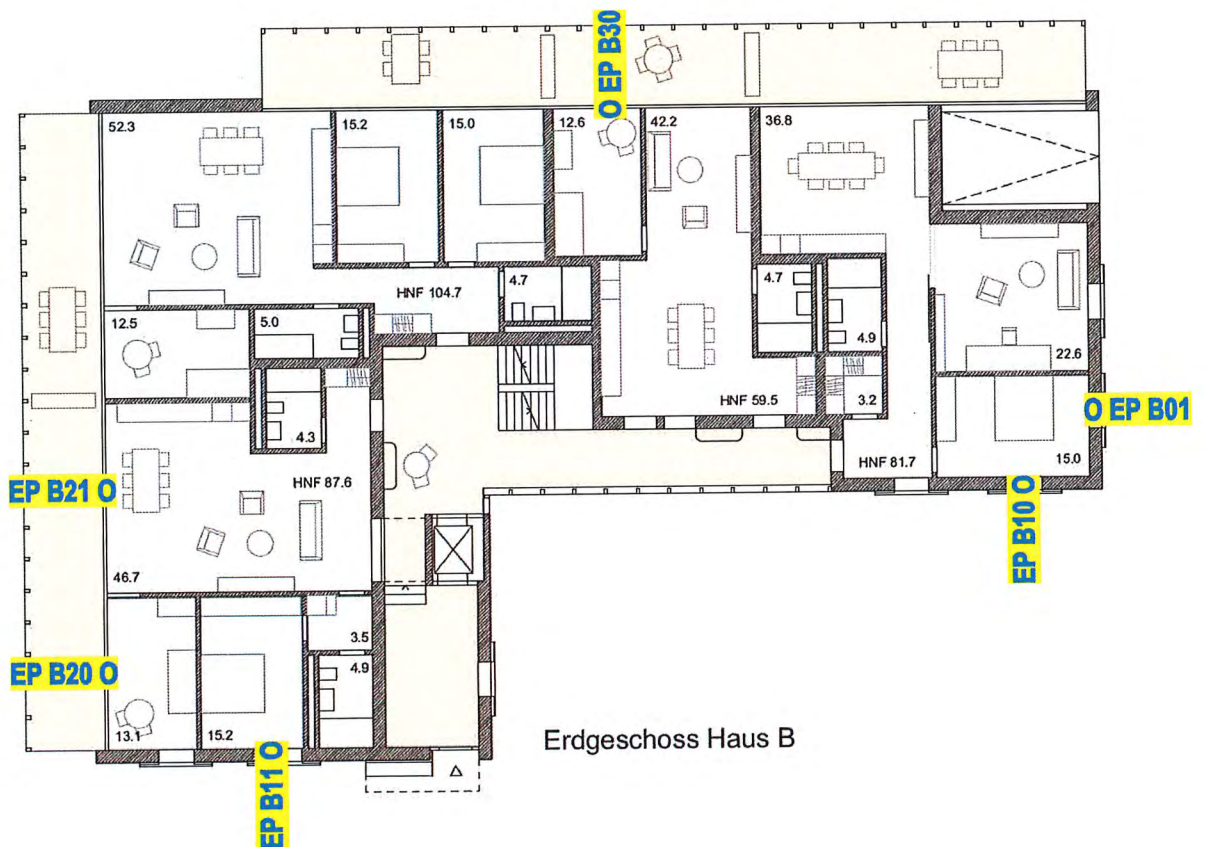 O EP B30
52.3
15.2
15.0
12.6
42.2
36.8
HNF 104.7
4.7
4.7
4.9
22.6
12.5
5.0
HNF 59.5
3.2
O EP B01
4.3
HNF 87.6
HNF 81.7
15.0
EP B21 O
EP B10 O
46.7
3.5
4.9
EP B20 O
13.1
15.2
EP B11 O
Erdgeschoss Haus B